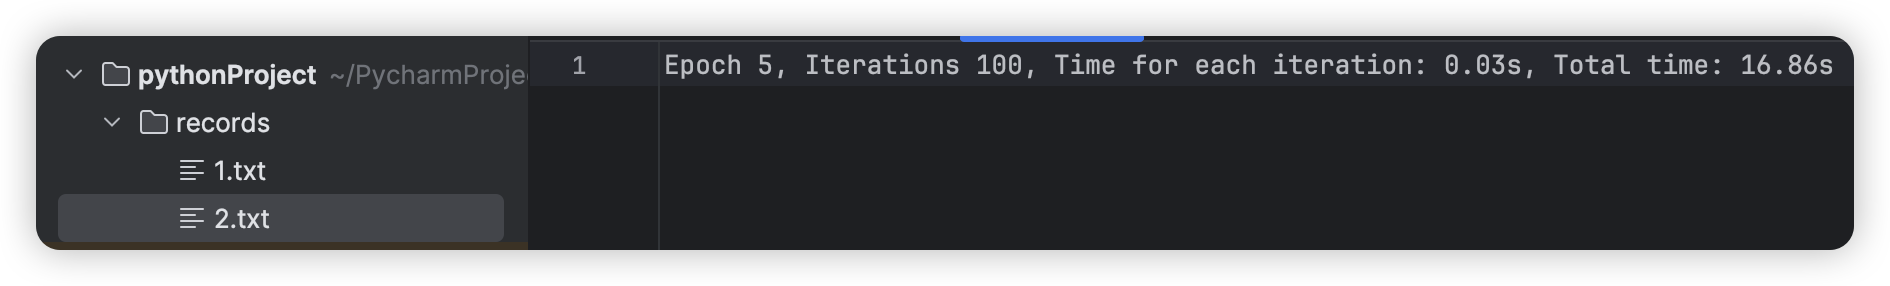 pythonProject ~/PycharmProje
records
1.txt
2.txt
1
Epoch 5, Iterations 100, Time for each iteration: 0.03s, Total time: 16.86s